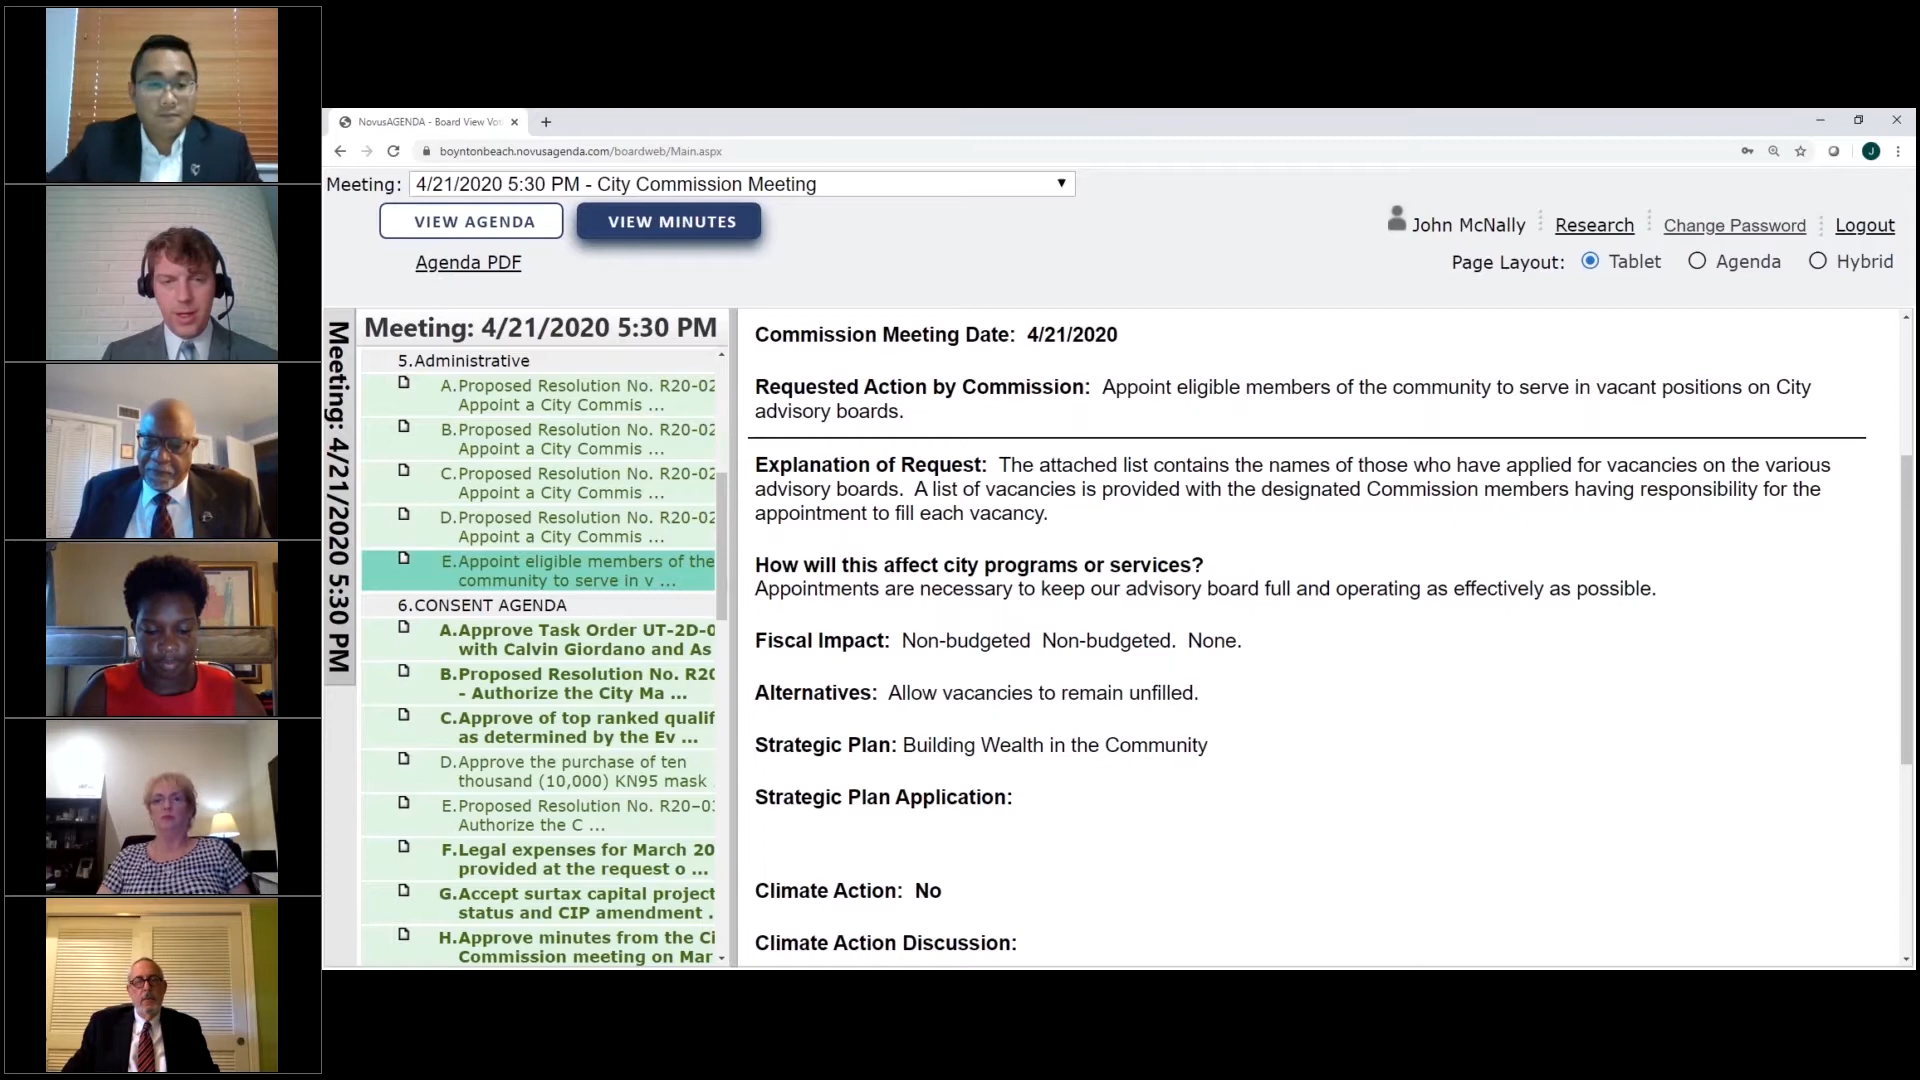 NovusAGENDA - Board View Vot
boyntonbeach.novusagenda.com/boardweb/Main.aspx
J
Meeting: 4/21/2020 5:30 PM - City Commission Meeting
VIEW AGENDA
VIEW MINUTES
Agenda PDF
John McNally
Research
Change Password
Logout
Page Layout: Tablet Agenda Hybrid
Meeting: 4/21/2020 5:30 PM
Meeting: 4/21/2020 5:30 PM
5.Administrative
A.Proposed Resolution No. R20-02
Appoint a City Commis ...
B.Proposed Resolution No. R20-02
Appoint a City Commis ...
C.Proposed Resolution No. R20-02
Appoint a City Commis ...
D.Proposed Resolution No. R20-02
Appoint a City Commis ...
E.Appoint eligible members of the
community to serve in v ...
6.CONSENT AGENDA
A.Approve Task Order UT-2D-0
with Calvin Giordano and As
B.Proposed Resolution No. R20
- Authorize the City Ma ...
C.Approve of top ranked qualif
as determined by the Ev ...
D.Approve the purchase of ten
thousand (10,000) KN95 mask .
E.Proposed Resolution No. R20–03
Authorize the C ...
F.Legal expenses for March 20
provided at the request o ...
G.Accept surtax capital project
status and CIP amendment .
H.Approve minutes from the Ci
Commission meeting on Mar
Commission Meeting Date: 4/21/2020
Requested Action by Commission: Appoint eligible members of the community to serve in vacant positions on City
advisory boards.
Explanation of Request: The attached list contains the names of those who have applied for vacancies on the various
advisory boards. A list of vacancies is provided with the designated Commission members having responsibility for the
appointment to fill each vacancy.
How will this affect city programs or services?
Appointments are necessary to keep our advisory board full and operating as effectively as possible.
Fiscal Impact: Non-budgeted Non-budgeted. None.
Alternatives: Allow vacancies to remain unfilled.
Strategic Plan: Building Wealth in the Community
Strategic Plan Application:
Climate Action: No
Climate Action Discussion: